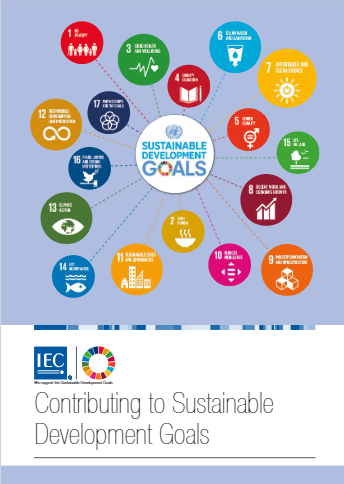 1 NO
POVERTY
3 GOOD HEALTH
AND WELL-BEING
6 CLEAN WATER
AND SANITATION
7 AFFORDABLE AND
CLEAN ENERGY
4 QUALITY
EDUCATION
12 RESPONSIBLE
CONSUMPTION
AND PRODUCTION
17 PARTNERSHIPS
FOR THE GOALS
5 GENDER
EQUALITY
SUSTAINABLE
DEVELOPMENT
GOALS
16 PEACE, JUSTICE
AND STRONG
INSTITUTIONS
15 LIFE
ON LAND
8 DECENT WORK AND
ECONOMIC GROWTH
13 CLIMATE
ACTION
2 ZERO
HUNGER
14 LIFE
BELOW WATER
11 SUSTAINABLE CITIES
AND COMMUNITIES
10 REDUCED
INEQUALITIES
9 INDUSTRY, INNOVATION
AND INFRASTRUCTURE
IEC
We support the Sustainable Development Goals
Contributing to Sustainable
Development Goals